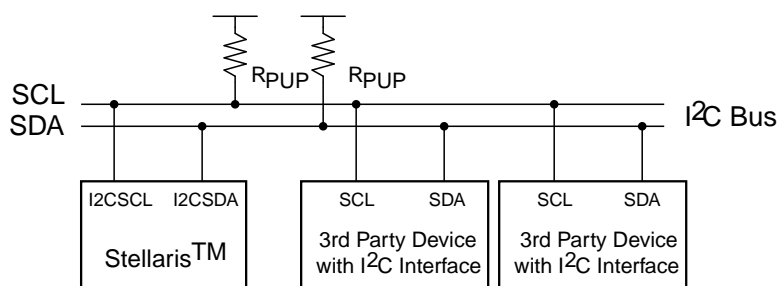 RPUP RPUP
SCL
SDA
I2C Bus
I2CSCL I2CSDA SCL SDA SCL SDA
Stellaris™
3rd Party Device
with I2C Interface
3rd Party Device
with I2C Interface